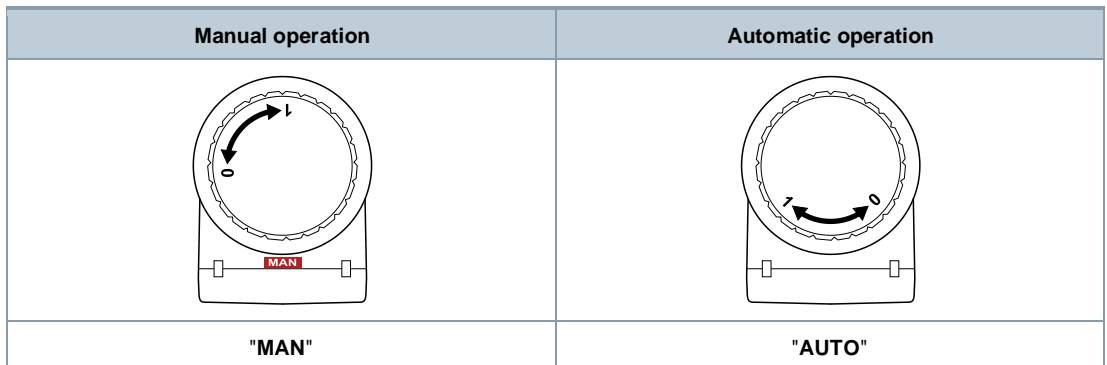 Manual operation
Automatic operation
1
0
MAN
1
0
"MAN"
"AUTO"